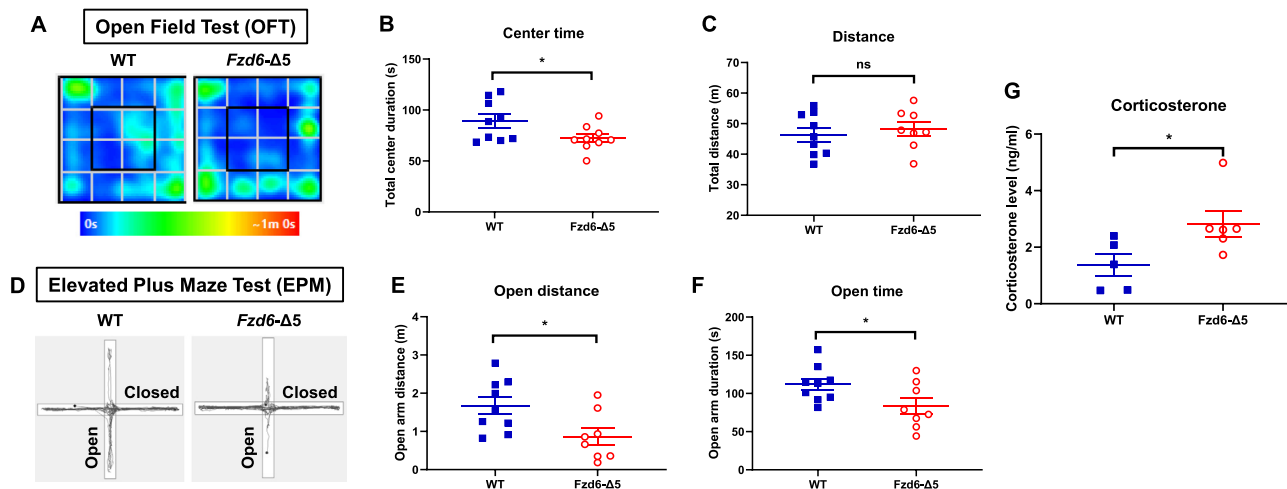 A
Open Field Test (OFT)
WT
Fzd6-Δ5
0s
~1m 0s
B
Center time
Total center duration (s)
150
100
50
0
*
WT
Fzd6-Δ5
C
Distance
Total distance (m)
70
60
50
40
30
20
ns
WT
Fzd6-Δ5
D
Elevated Plus Maze Test (EPM)
WT
Fzd6-Δ5
Closed
Open
Closed
Open
E
Open distance
Open arm distance (m)
4
3
2
1
0
*
WT
Fzd6-Δ5
F
Open time
Open arm duration (s)
200
150
100
50
0
*
WT
Fzd6-Δ5
G
Corticosterone
Corticosterone level (ng/ml)
6
4
2
0
*
WT
Fzd6-Δ5